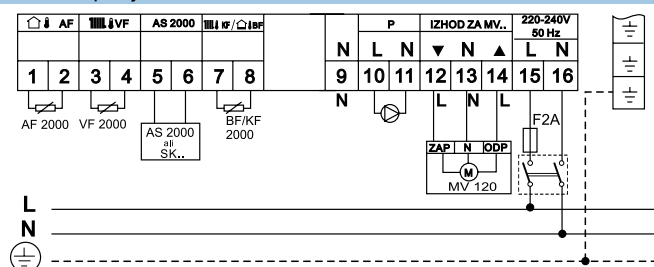 AF VF AS 2000 KF/ BF P IZHOD ZA MV.. 220-240V
50 Hz
N L N ▼ N ▲ L N
1 2 3 4 5 6 7 8 9 10 11 12 13 14 15 16
N L N L
AF 2000 VF 2000 AS 2000
ali
SK..
BF/KF
2000
F2A
ZAP N ODP
M
MV 120
L
N